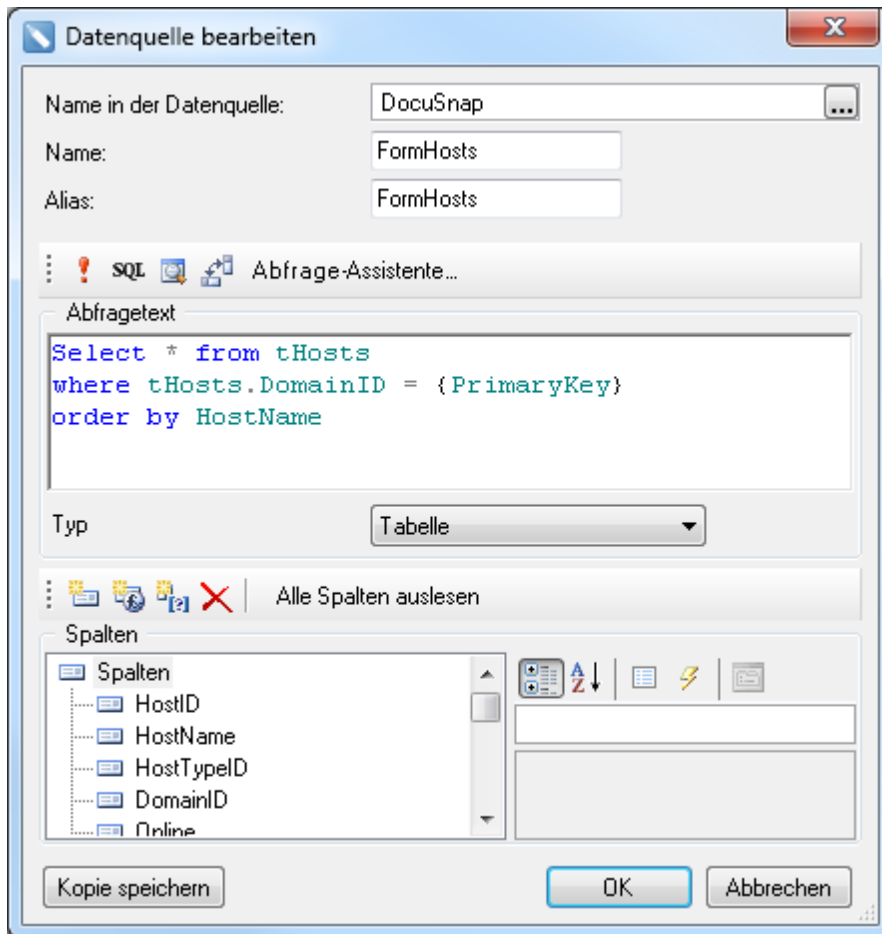 Datenquelle bearbeiten
Name in der Datenquelle: DocuSnap ...
Name: FormHosts
Alias: FormHosts
SQL Abfrage-Assistente...
Abfragetext
Select * from tHosts
where tHosts.DomainID = {PrimaryKey}
order by HostName
Typ Tabelle
[?] Alle Spalten auslesen
Spalten
Spalten
A
Z
HostID
HostName
HostTypeID
DomainID
Online
Kopie speichern OK Abbrechen